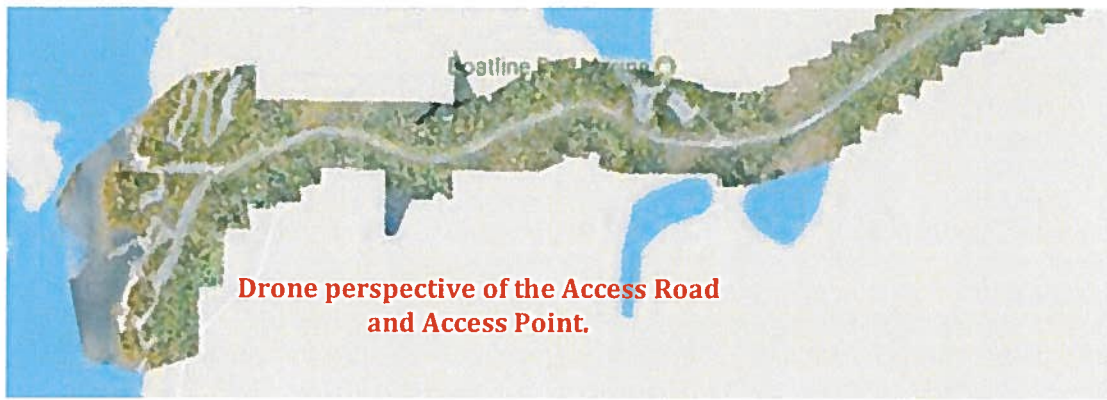 Drone perspective of the Access Road
and Access Point.